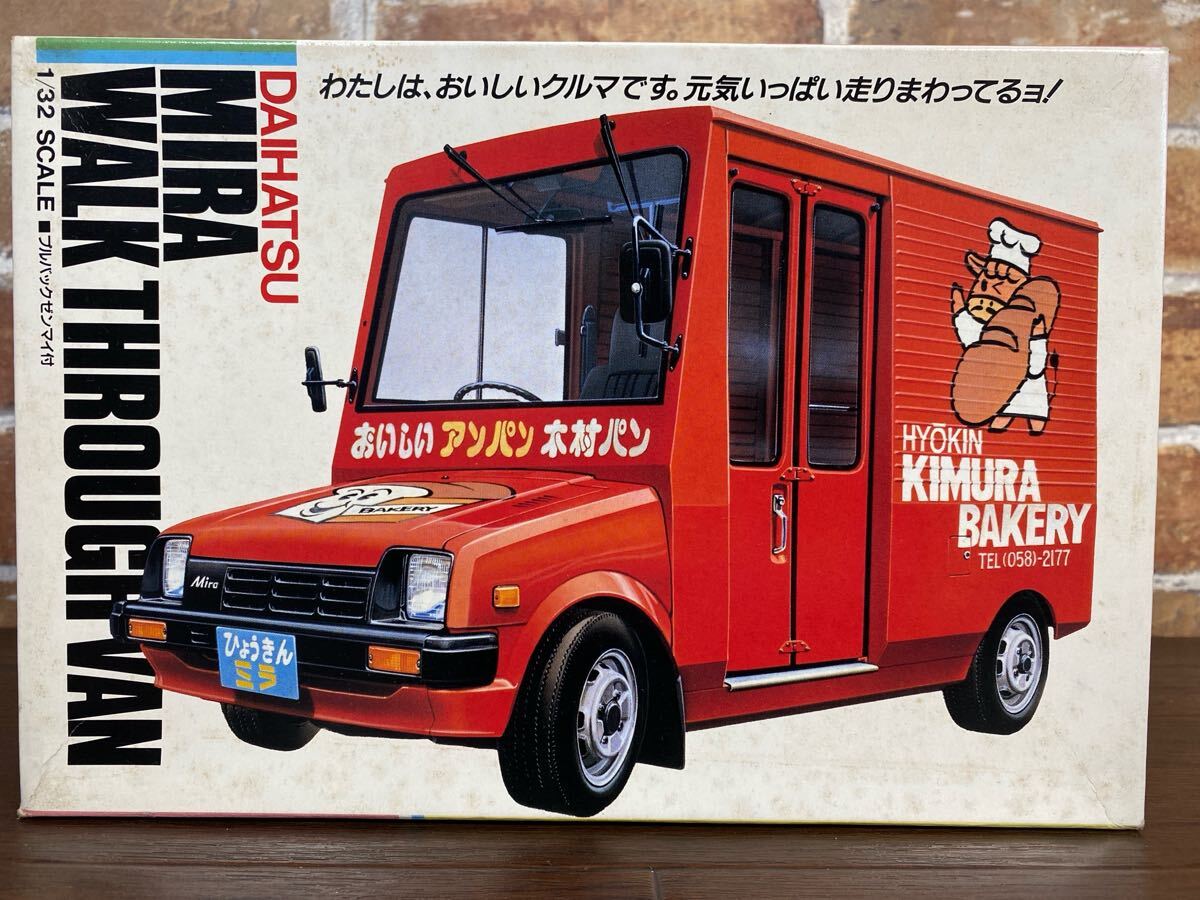 わたしは、おいしいクルマです。元気いっぱい走りまわってるョ!
DAIHATSU
MIRA
WALK THROUGH VAN
1/32 SCALE ■ プルバックゼンマイ付
おいしい アンパン 木村パン
BAKERY
Mira
ひょうきん
ミラ
HYŌKIN
KIMURA
BAKERY
TEL(058)-2177